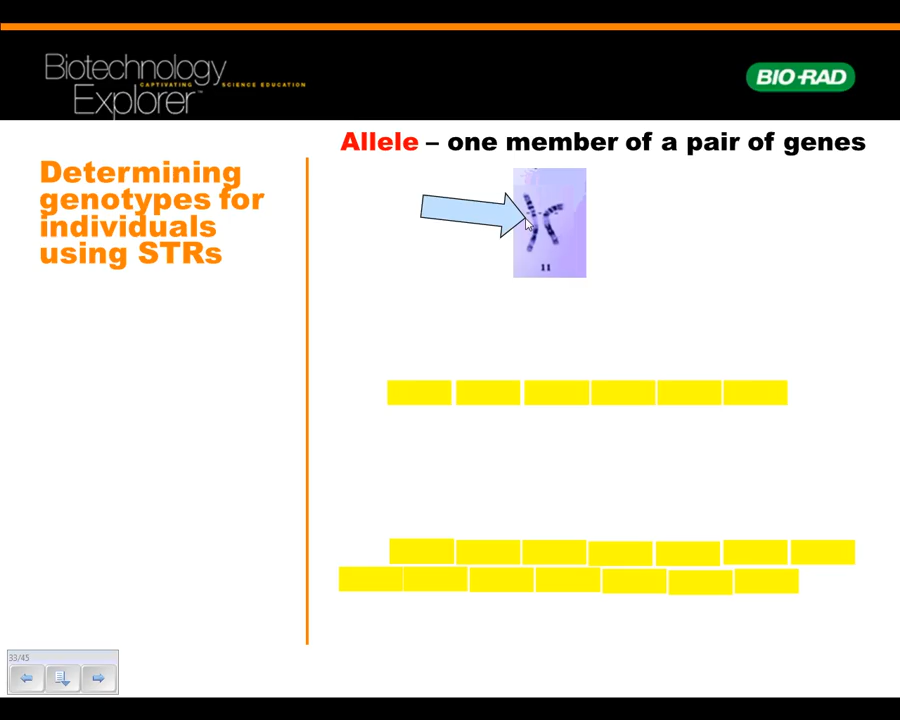 Biotechnology
CAPTIVATING SCIENCE EDUCATION
Explorer™
BIO-RAD
Allele – one member of a pair of genes
Determining
genotypes for
individuals
using STRs
11
33/45